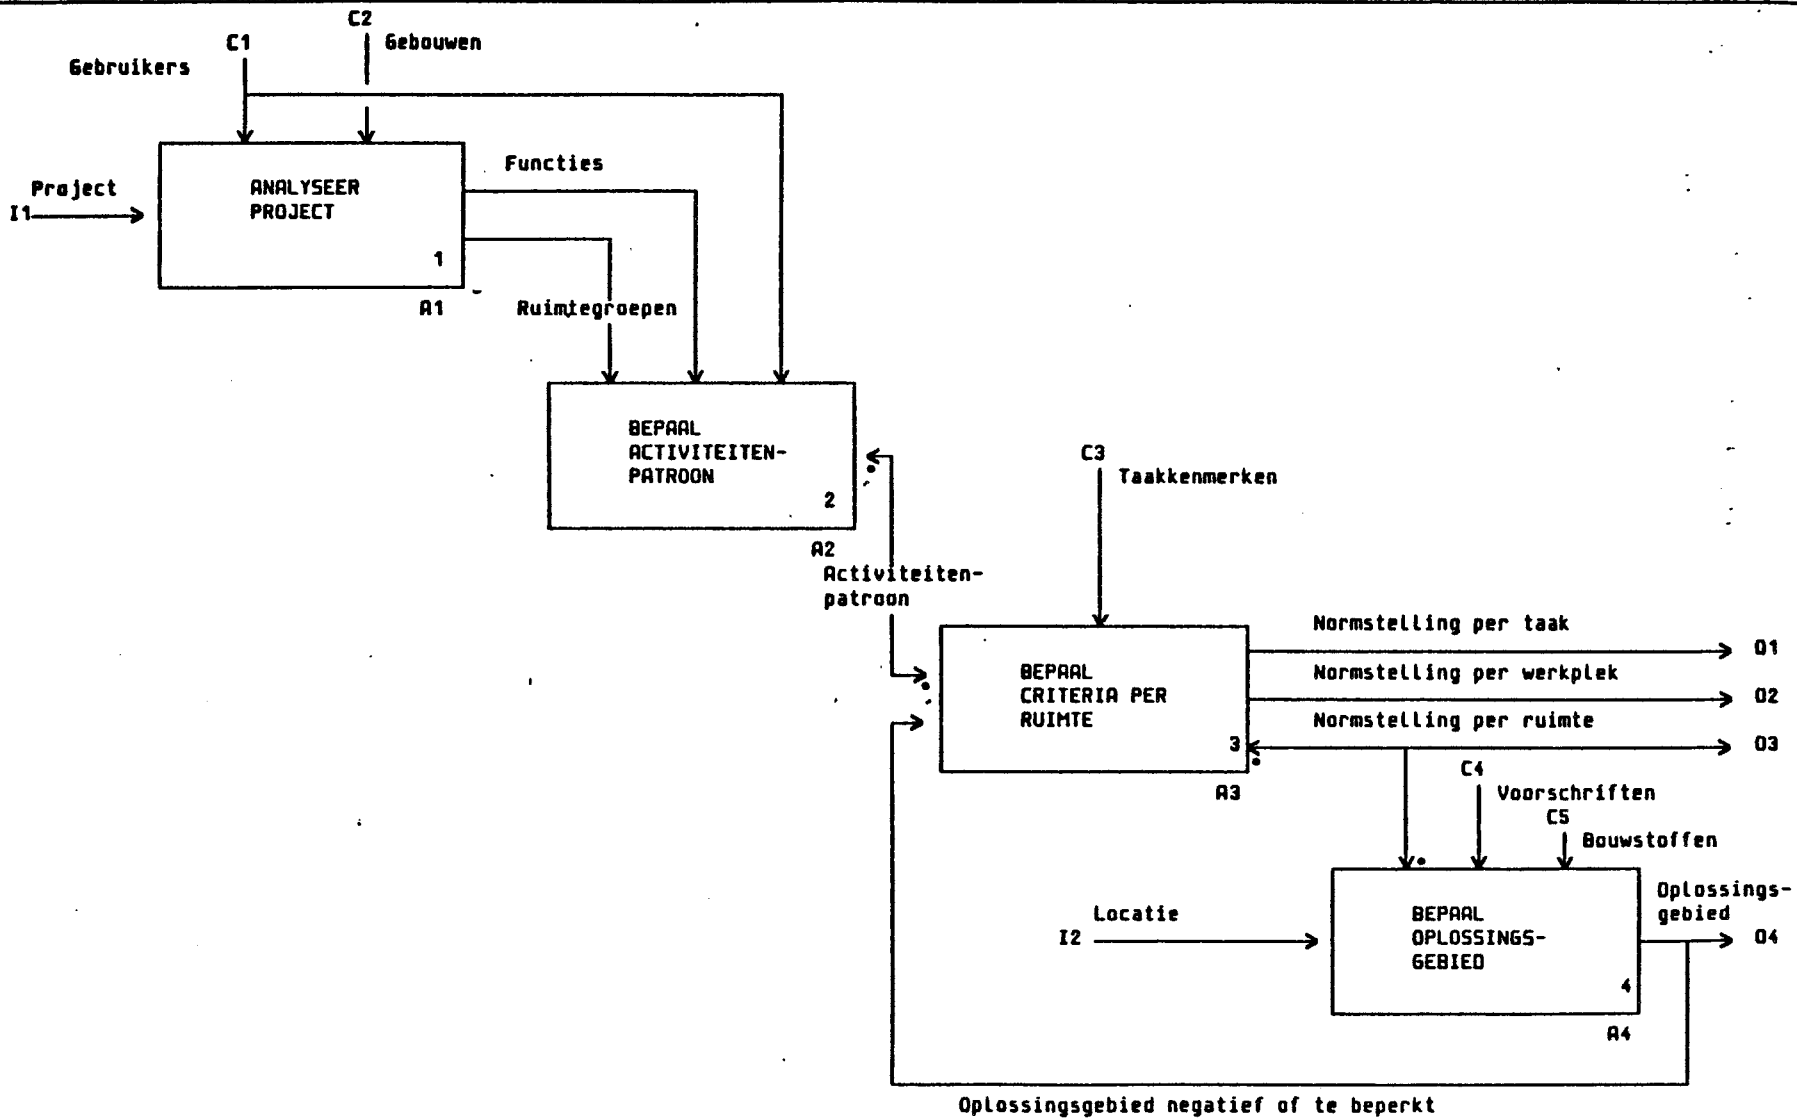 C2
C1
Gebouwen
Gebruikers
Functies
Project
ANALYSEER
PROJECT
I1
1
A1
Ruimtegroepen
BEPAAL
ACTIVITEITEN-
PATROON
2
C3
Taakkenmerken
A2
Activiteiten-
patroon
Normstelling per taak
O1
BEPAAL
CRITERIA PER
RUIMTE
Normstelling per werkplek
O2
Normstelling per ruimte
3
O3
A3
C4
Voorschriften
C5
Bouwstoffen
Oplossings-
gebied
Locatie
I2
BEPAAL
OPLOSSINGS-
GEBIED
O4
4
A4
Oplossingsgebied negatief of te beperkt